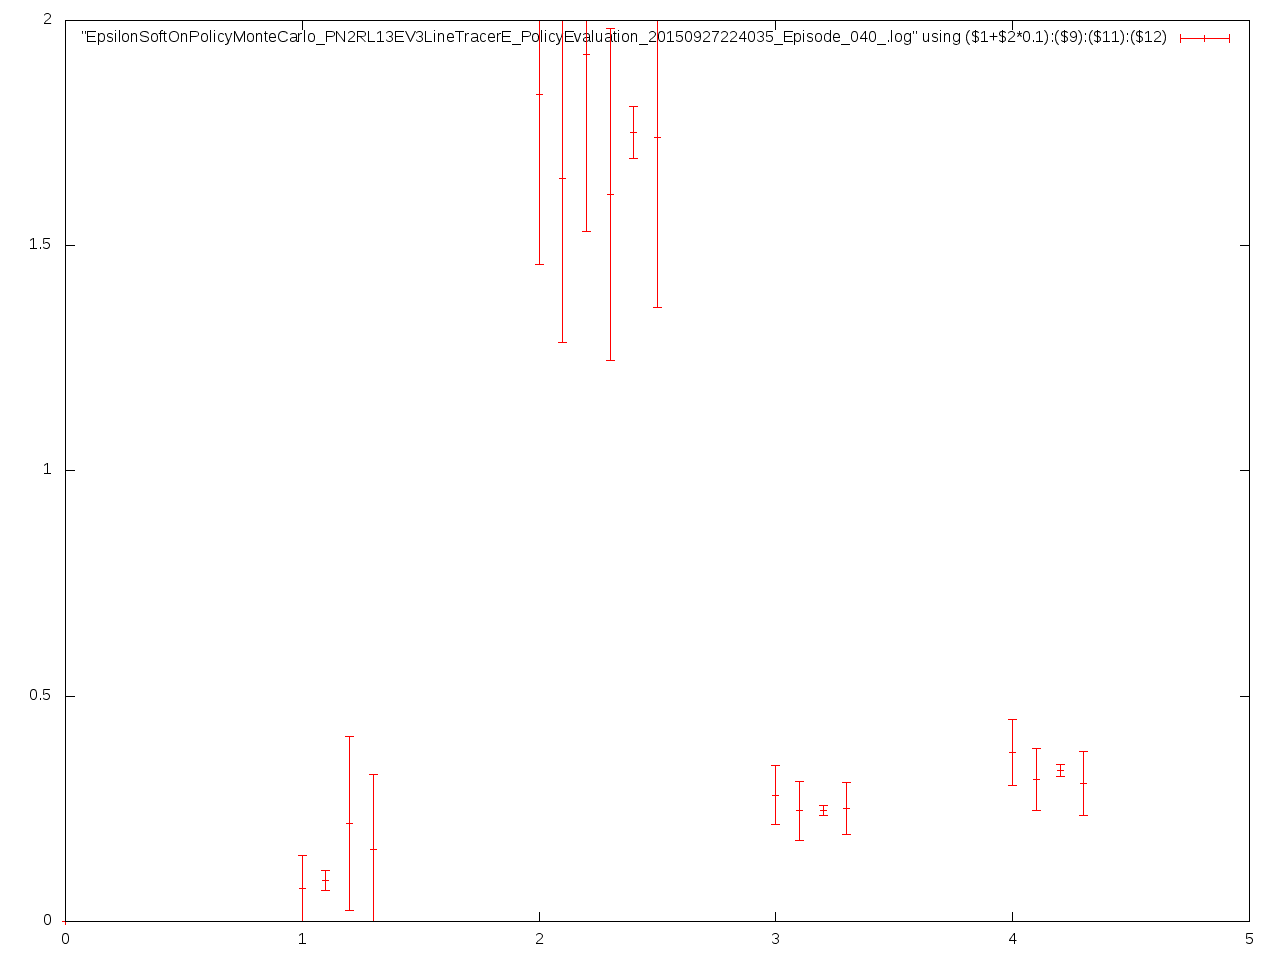 2
"EpsilonSoftOnPolicyMonteCarlo_PN2RL13EV3LineTracerE_PolicyEvaluation_20150927224035_Episode_040_.log" using ($1+$2*0.1):($9):($11):($12)
1.5
1
0.5
0
0 1 2 3 4 5